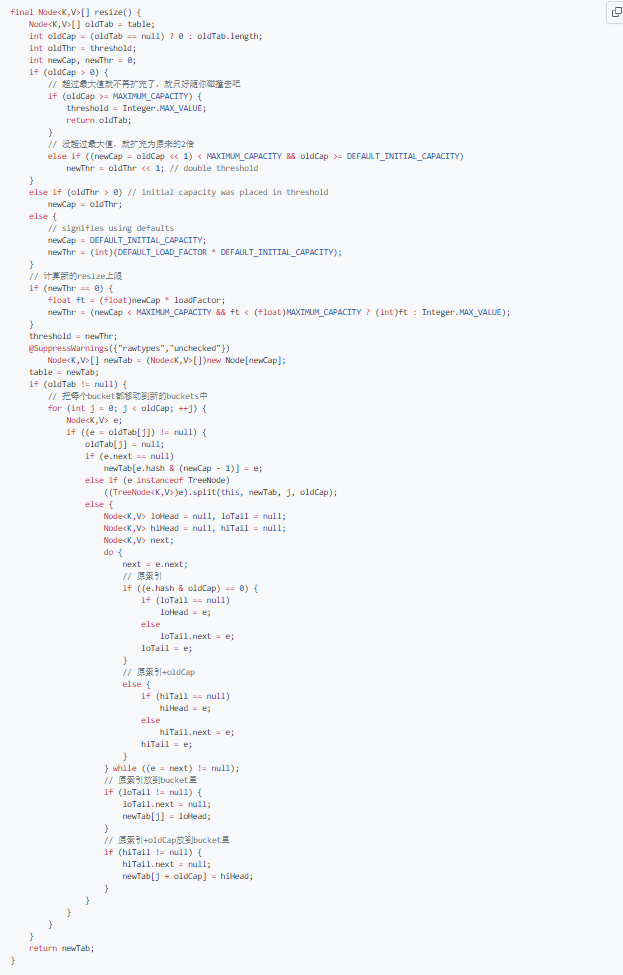 final Node<K,V>[] resize() {
    Node<K,V>[] oldTab = table;
    int oldCap = (oldTab == null) ? 0 : oldTab.length;
    int oldThr = threshold;
    int newCap, newThr = 0;
    if (oldCap > 0) {
        // 超过最大值就不再扩充了，就只好随你碰撞去吧
        if (oldCap >= MAXIMUM_CAPACITY) {
            threshold = Integer.MAX_VALUE;
            return oldTab;
        }
        // 没超过最大值，就扩充为原来的2倍
        else if ((newCap = oldCap << 1) < MAXIMUM_CAPACITY && oldCap >= DEFAULT_INITIAL_CAPACITY)
            newThr = oldThr << 1; // double threshold
    }
    else if (oldThr > 0) // initial capacity was placed in threshold
        newCap = oldThr;
    else {
        // signifies using defaults
        newCap = DEFAULT_INITIAL_CAPACITY;
        newThr = (int)(DEFAULT_LOAD_FACTOR * DEFAULT_INITIAL_CAPACITY);
    }
    // 计算新的resize上限
    if (newThr == 0) {
        float ft = (float)newCap * loadFactor;
        newThr = (newCap < MAXIMUM_CAPACITY && ft < (float)MAXIMUM_CAPACITY ? (int)ft : Integer.MAX_VALUE);
    }
    threshold = newThr;
    @SuppressWarnings({"rawtypes","unchecked"})
        Node<K,V>[] newTab = (Node<K,V>[])new Node[newCap];
    table = newTab;
    if (oldTab != null) {
        // 把每个bucket都移动到新的buckets中
        for (int j = 0; j < oldCap; ++j) {
            Node<K,V> e;
            if ((e = oldTab[j]) != null) {
                oldTab[j] = null;
                if (e.next == null)
                    newTab[e.hash & (newCap - 1)] = e;
                else if (e instanceof TreeNode)
                    ((TreeNode<K,V>)e).split(this, newTab, j, oldCap);
                else {
                    Node<K,V> loHead = null, loTail = null;
                    Node<K,V> hiHead = null, hiTail = null;
                    Node<K,V> next;
                    do {
                        next = e.next;
                        // 原索引
                        if ((e.hash & oldCap) == 0) {
                            if (loTail == null)
                                loHead = e;
                            else
                                loTail.next = e;
                            loTail = e;
                        }
                        // 原索引+oldCap
                        else {
                            if (hiTail == null)
                                hiHead = e;
                            else
                                hiTail.next = e;
                            hiTail = e;
                        }
                    } while ((e = next) != null);
                    // 原索引放到bucket里
                    if (loTail != null) {
                        loTail.next = null;
                        newTab[j] = loHead;
                    }
                    // 原索引+oldCap放到bucket里
                    if (hiTail != null) {
                        hiTail.next = null;
                        newTab[j + oldCap] = hiHead;
                    }
                }
            }
        }
    }
    return newTab;
}